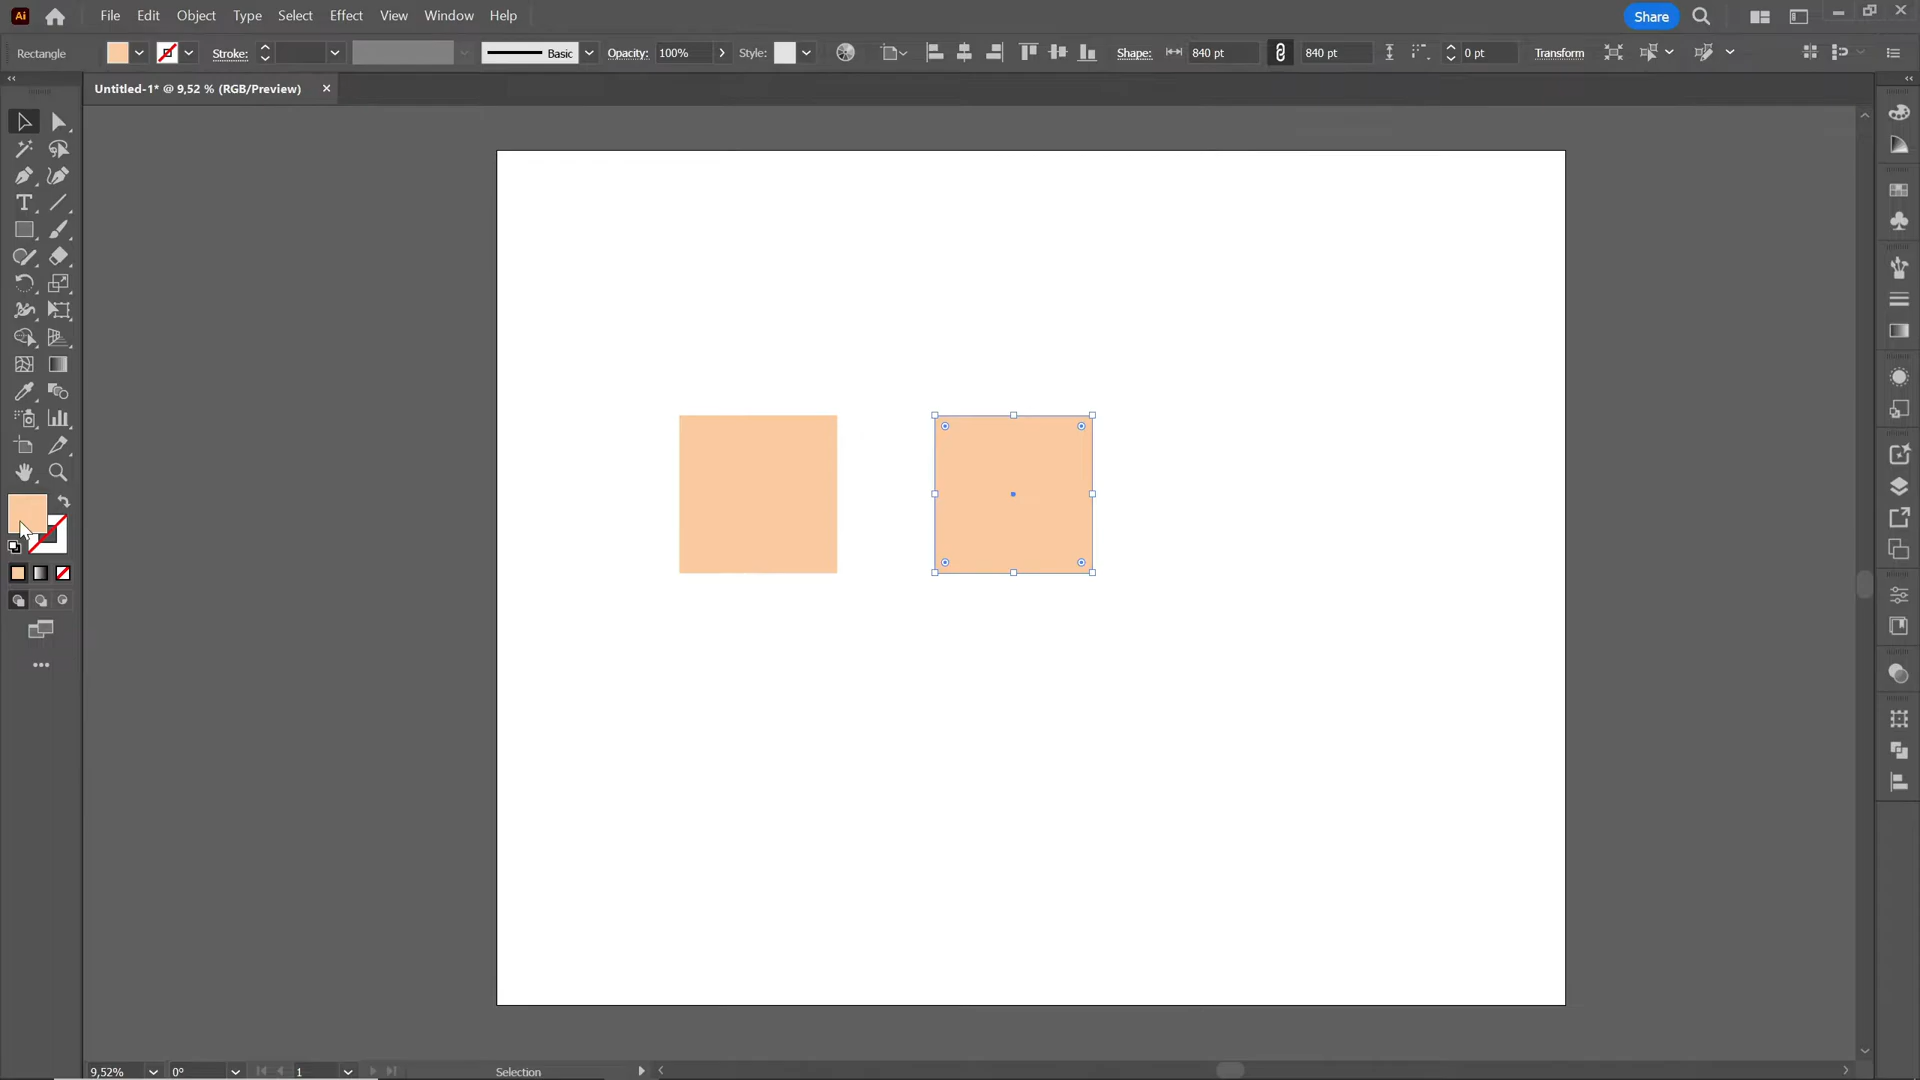 Ai File Edit Object Type Select Effect View Window Help Share
Rectangle Stroke: Basic Opacity: 100% Style: Shape: 840 pt 840 pt 0 pt Transform
Untitled-1* @ 9,52 % (RGB/Preview)
T
9,52% 0° 1 Selection